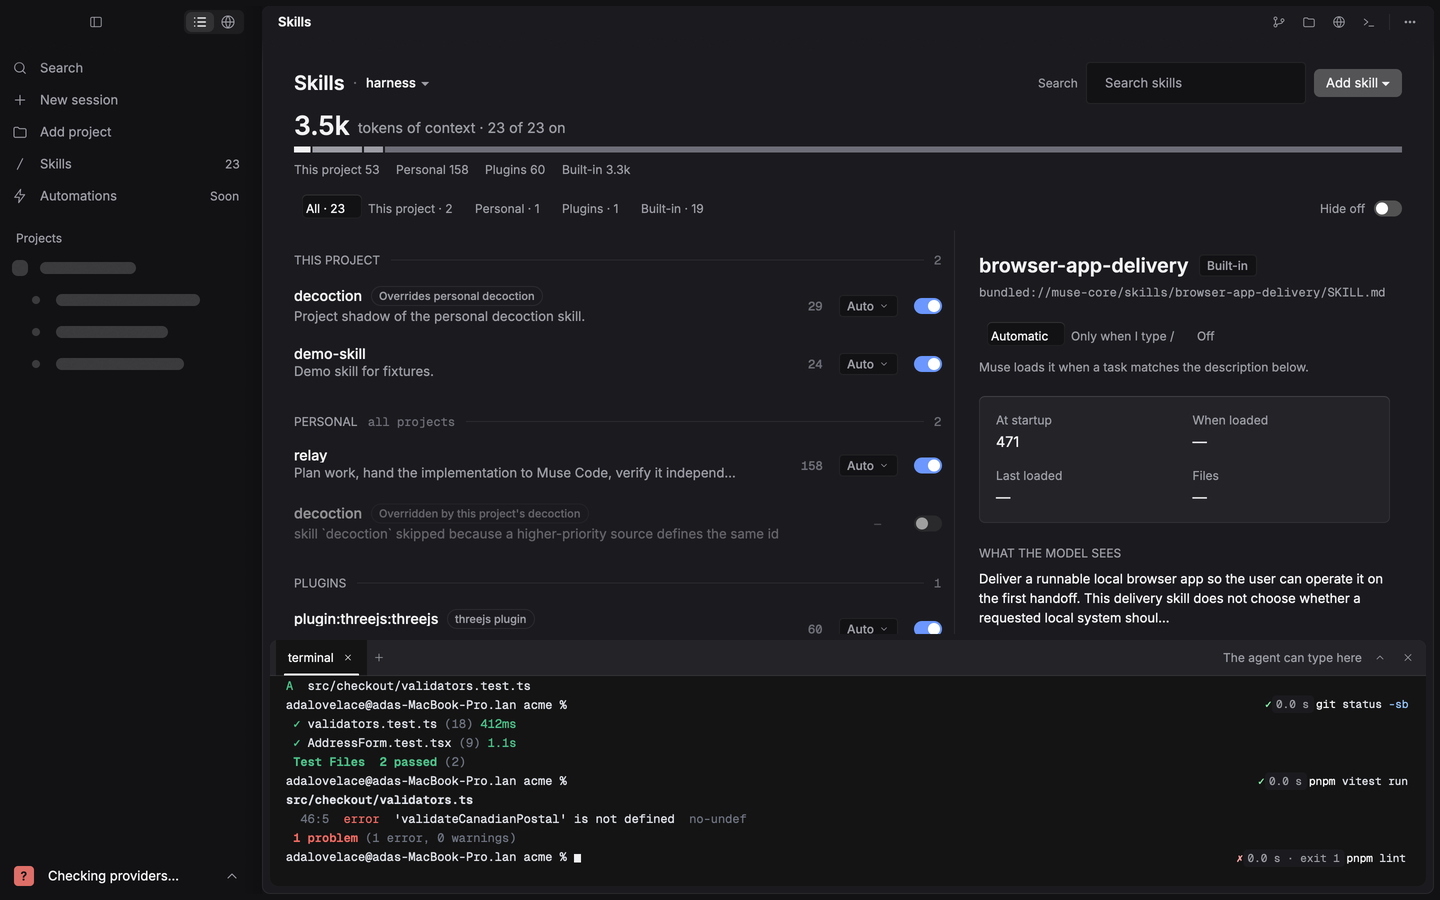 Skills
Search
New session
Add project
Skills 23
Automations Soon
Projects
Skills · harness
Search Search skills Add skill
3.5k tokens of context · 23 of 23 on
This project 53 Personal 158 Plugins 60 Built-in 3.3k
All · 23 This project · 2 Personal · 1 Plugins · 1 Built-in · 19 Hide off
THIS PROJECT 2
decoction Overrides personal decoction
Project shadow of the personal decoction skill.
29 Auto
demo-skill
Demo skill for fixtures.
24 Auto
PERSONAL all projects 2
relay
Plan work, hand the implementation to Muse Code, verify it independ...
158 Auto
decoction Overridden by this project's decoction
skill `decoction` skipped because a higher-priority source defines the same id
–
PLUGINS 1
plugin:threejs:threejs threejs plugin
60 Auto
browser-app-delivery Built-in
bundled://muse-core/skills/browser-app-delivery/SKILL.md
Automatic Only when I type / Off
Muse loads it when a task matches the description below.
At startup When loaded
471 —
Last loaded Files
— —
WHAT THE MODEL SEES
Deliver a runnable local browser app so the user can operate it on
the first handoff. This delivery skill does not choose whether a
requested local system shoul...
terminal × + The agent can type here
A src/checkout/validators.test.ts
adalovelace@adas-MacBook-Pro.lan acme % ✓ 0.0 s git status -sb
✓ validators.test.ts (18) 412ms
✓ AddressForm.test.tsx (9) 1.1s
Test Files 2 passed (2)
adalovelace@adas-MacBook-Pro.lan acme % ✓ 0.0 s pnpm vitest run
src/checkout/validators.ts
46:5 error 'validateCanadianPostal' is not defined no-undef
1 problem (1 error, 0 warnings)
adalovelace@adas-MacBook-Pro.lan acme % ✗ 0.0 s · exit 1 pnpm lint
? Checking providers...